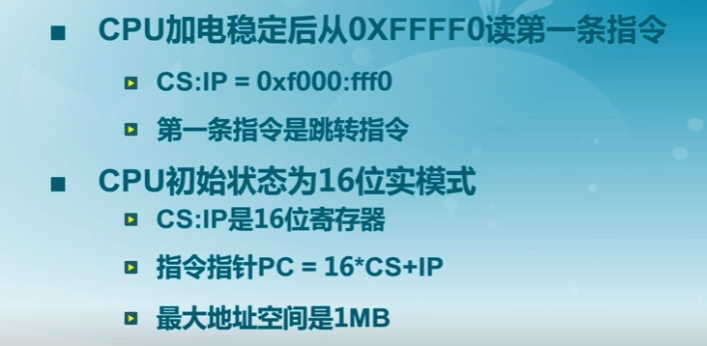 CPU加电稳定后从0XFFFF0读第一条指令
CS:IP = 0xf000:fff0
第一条指令是跳转指令
CPU初始状态为16位实模式
CS:IP是16位寄存器
指令指针PC = 16*CS+IP
最大地址空间是1MB